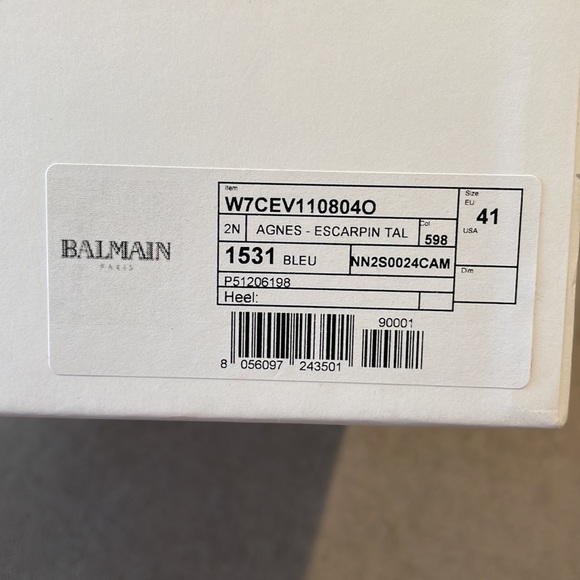 BALMAIN
PARIS
Item
W7CEV110804O
2N AGNES - ESCARPIN TAL
Col
598
1531 BLEU
NN2S0024CAM
P51206198
Heel:
Size
EU
41
USA
Dim
90001
8 056097 243501